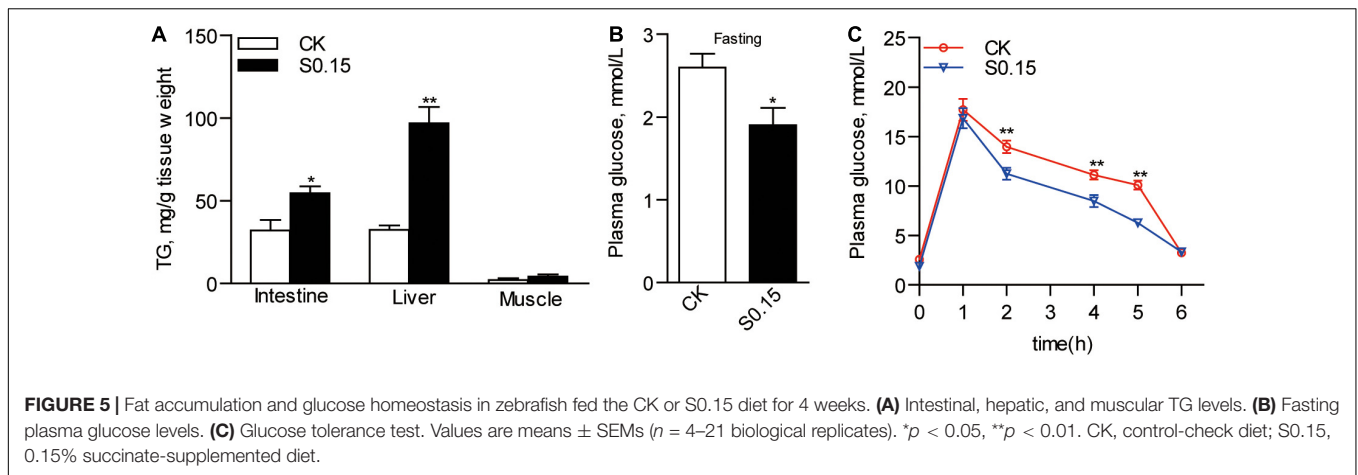 A
150
100
50
0
TG, mg/g tissue w eight
CK
S0.15
*
**
Intestine
Liver
Muscle
B
3
2
1
0
Plasma glucose, mmol/L
Fasting
*
CK
S0.15
C
25
20
15
10
5
0
Plasma glucose, mmol/L
CK
S0.15
**
**
**
0 1 2 3 4 5 6
time(h)
FIGURE 5 | Fat accumulation and glucose homeostasis in zebrafish fed the CK or S0.15 diet for 4 weeks. (A) Intestinal, hepatic, and muscular TG levels. (B) Fasting
plasma glucose levels. (C) Glucose tolerance test. Values are means ± SEMs (n = 4–21 biological replicates). *p < 0.05, **p < 0.01. CK, control-check diet; S0.15,
0.15% succinate-supplemented diet.